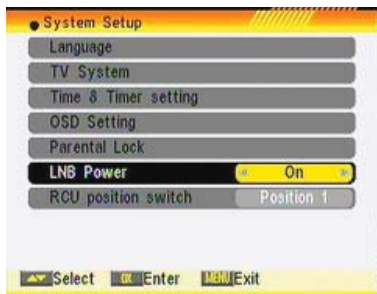 System Setup
Language
TV System
Time & Timer setting
OSD Setting
Parental Lock
LNB Power On
RCU position switch Position 1
Select OK Enter MENU Exit